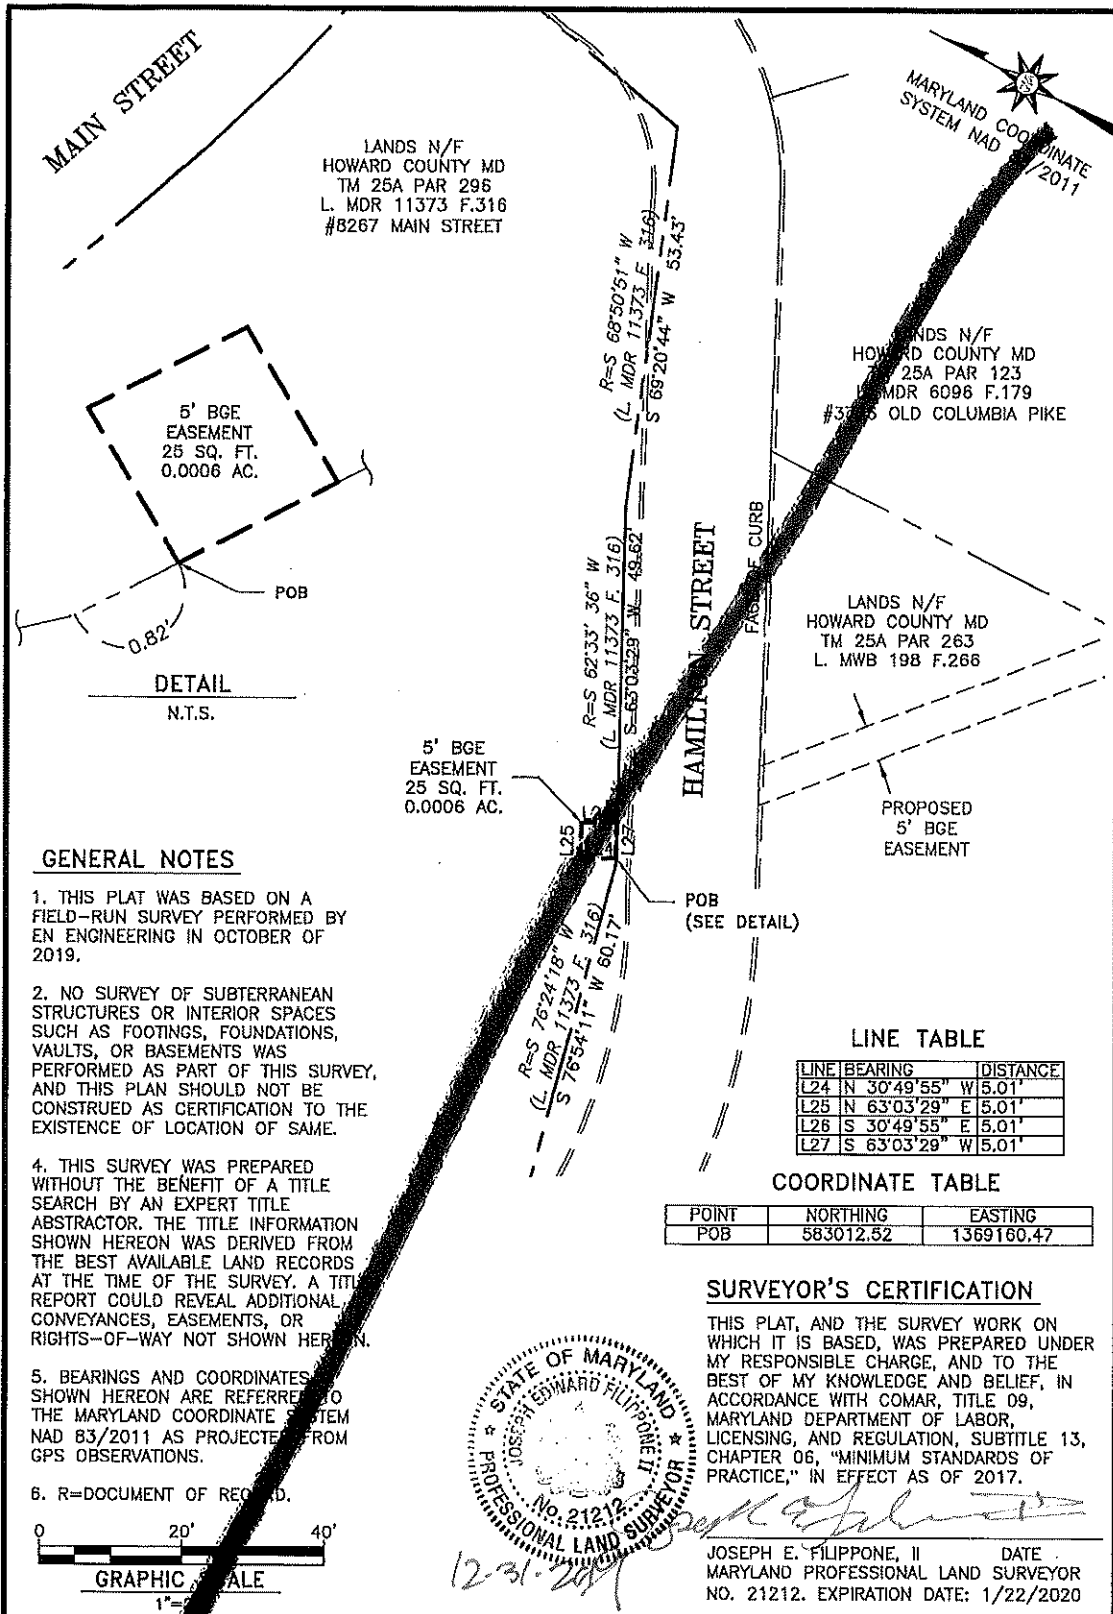 MAIN STREET
LANDS N/F
HOWARD COUNTY MD
TM 25A PAR 296
L. MDR 11373 F.316
#8267 MAIN STREET
MARYLAND COORDINATE
SYSTEM NAD /2011
R=S 68°50'51" W
(L. MDR 11373 F. 316)
S 69°20'44" W 53.43'
LANDS N/F
HOWARD COUNTY MD
25A PAR 123
MDR 6096 F.179
OLD COLUMBIA PIKE
5' BGE
EASEMENT
25 SQ. FT.
0.0006 AC.
POB
0.82'
DETAIL
N.T.S.
R=S 62°33' 36" W
(L. MDR 11373 F. 316)
S 63°03'29" W 49.62'
HAMILTON STREET
FACE OF CURB
LANDS N/F
HOWARD COUNTY MD
TM 25A PAR 263
L. MWB 198 F.266
5' BGE
EASEMENT
25 SQ. FT.
0.0006 AC.
L25
L27
PROPOSED
5' BGE
EASEMENT
POB
(SEE DETAIL)
R=S 76°24'18" W
(L. MDR 11373 F. 316)
S 76°54'11" W 60.17'
GENERAL NOTES
1. THIS PLAT WAS BASED ON A
FIELD-RUN SURVEY PERFORMED BY
EN ENGINEERING IN OCTOBER OF
2019.
2. NO SURVEY OF SUBTERRANEAN
STRUCTURES OR INTERIOR SPACES
SUCH AS FOOTINGS, FOUNDATIONS,
VAULTS, OR BASEMENTS WAS
PERFORMED AS PART OF THIS SURVEY,
AND THIS PLAN SHOULD NOT BE
CONSTRUED AS CERTIFICATION TO THE
EXISTENCE OF LOCATION OF SAME.
4. THIS SURVEY WAS PREPARED
WITHOUT THE BENEFIT OF A TITLE
SEARCH BY AN EXPERT TITLE
ABSTRACTOR. THE TITLE INFORMATION
SHOWN HEREON WAS DERIVED FROM
THE BEST AVAILABLE LAND RECORDS
AT THE TIME OF THE SURVEY. A TITLE
REPORT COULD REVEAL ADDITIONAL
CONVEYANCES, EASEMENTS, OR
RIGHTS-OF-WAY NOT SHOWN HEREON.
5. BEARINGS AND COORDINATES
SHOWN HEREON ARE REFERRED TO
THE MARYLAND COORDINATE SYSTEM
NAD 83/2011 AS PROJECTED FROM
GPS OBSERVATIONS.
6. R=DOCUMENT OF RECORD.
0 20' 40'
GRAPHIC SCALE
LINE TABLE
LINE BEARING DISTANCE
L24 N 30°49'55" W 5.01'
L25 N 63°03'29" E 5.01'
L26 S 30°49'55" E 5.01'
L27 S 63°03'29" W 5.01'
COORDINATE TABLE
POINT NORTHING EASTING
POB 583012.52 1369160.47
SURVEYOR'S CERTIFICATION
THIS PLAT, AND THE SURVEY WORK ON
WHICH IT IS BASED, WAS PREPARED UNDER
MY RESPONSIBLE CHARGE, AND TO THE
BEST OF MY KNOWLEDGE AND BELIEF, IN
ACCORDANCE WITH COMAR, TITLE 09,
MARYLAND DEPARTMENT OF LABOR,
LICENSING, AND REGULATION, SUBTITLE 13,
CHAPTER 06, "MINIMUM STANDARDS OF
PRACTICE," IN EFFECT AS OF 2017.
STATE OF MARYLAND
JOSEPH EDWARD FILIPPONE II
No. 21212
PROFESSIONAL LAND SURVEYOR
12-31-2019
JOSEPH E. FILIPPONE, II DATE
MARYLAND PROFESSIONAL LAND SURVEYOR
NO. 21212. EXPIRATION DATE: 1/22/2020